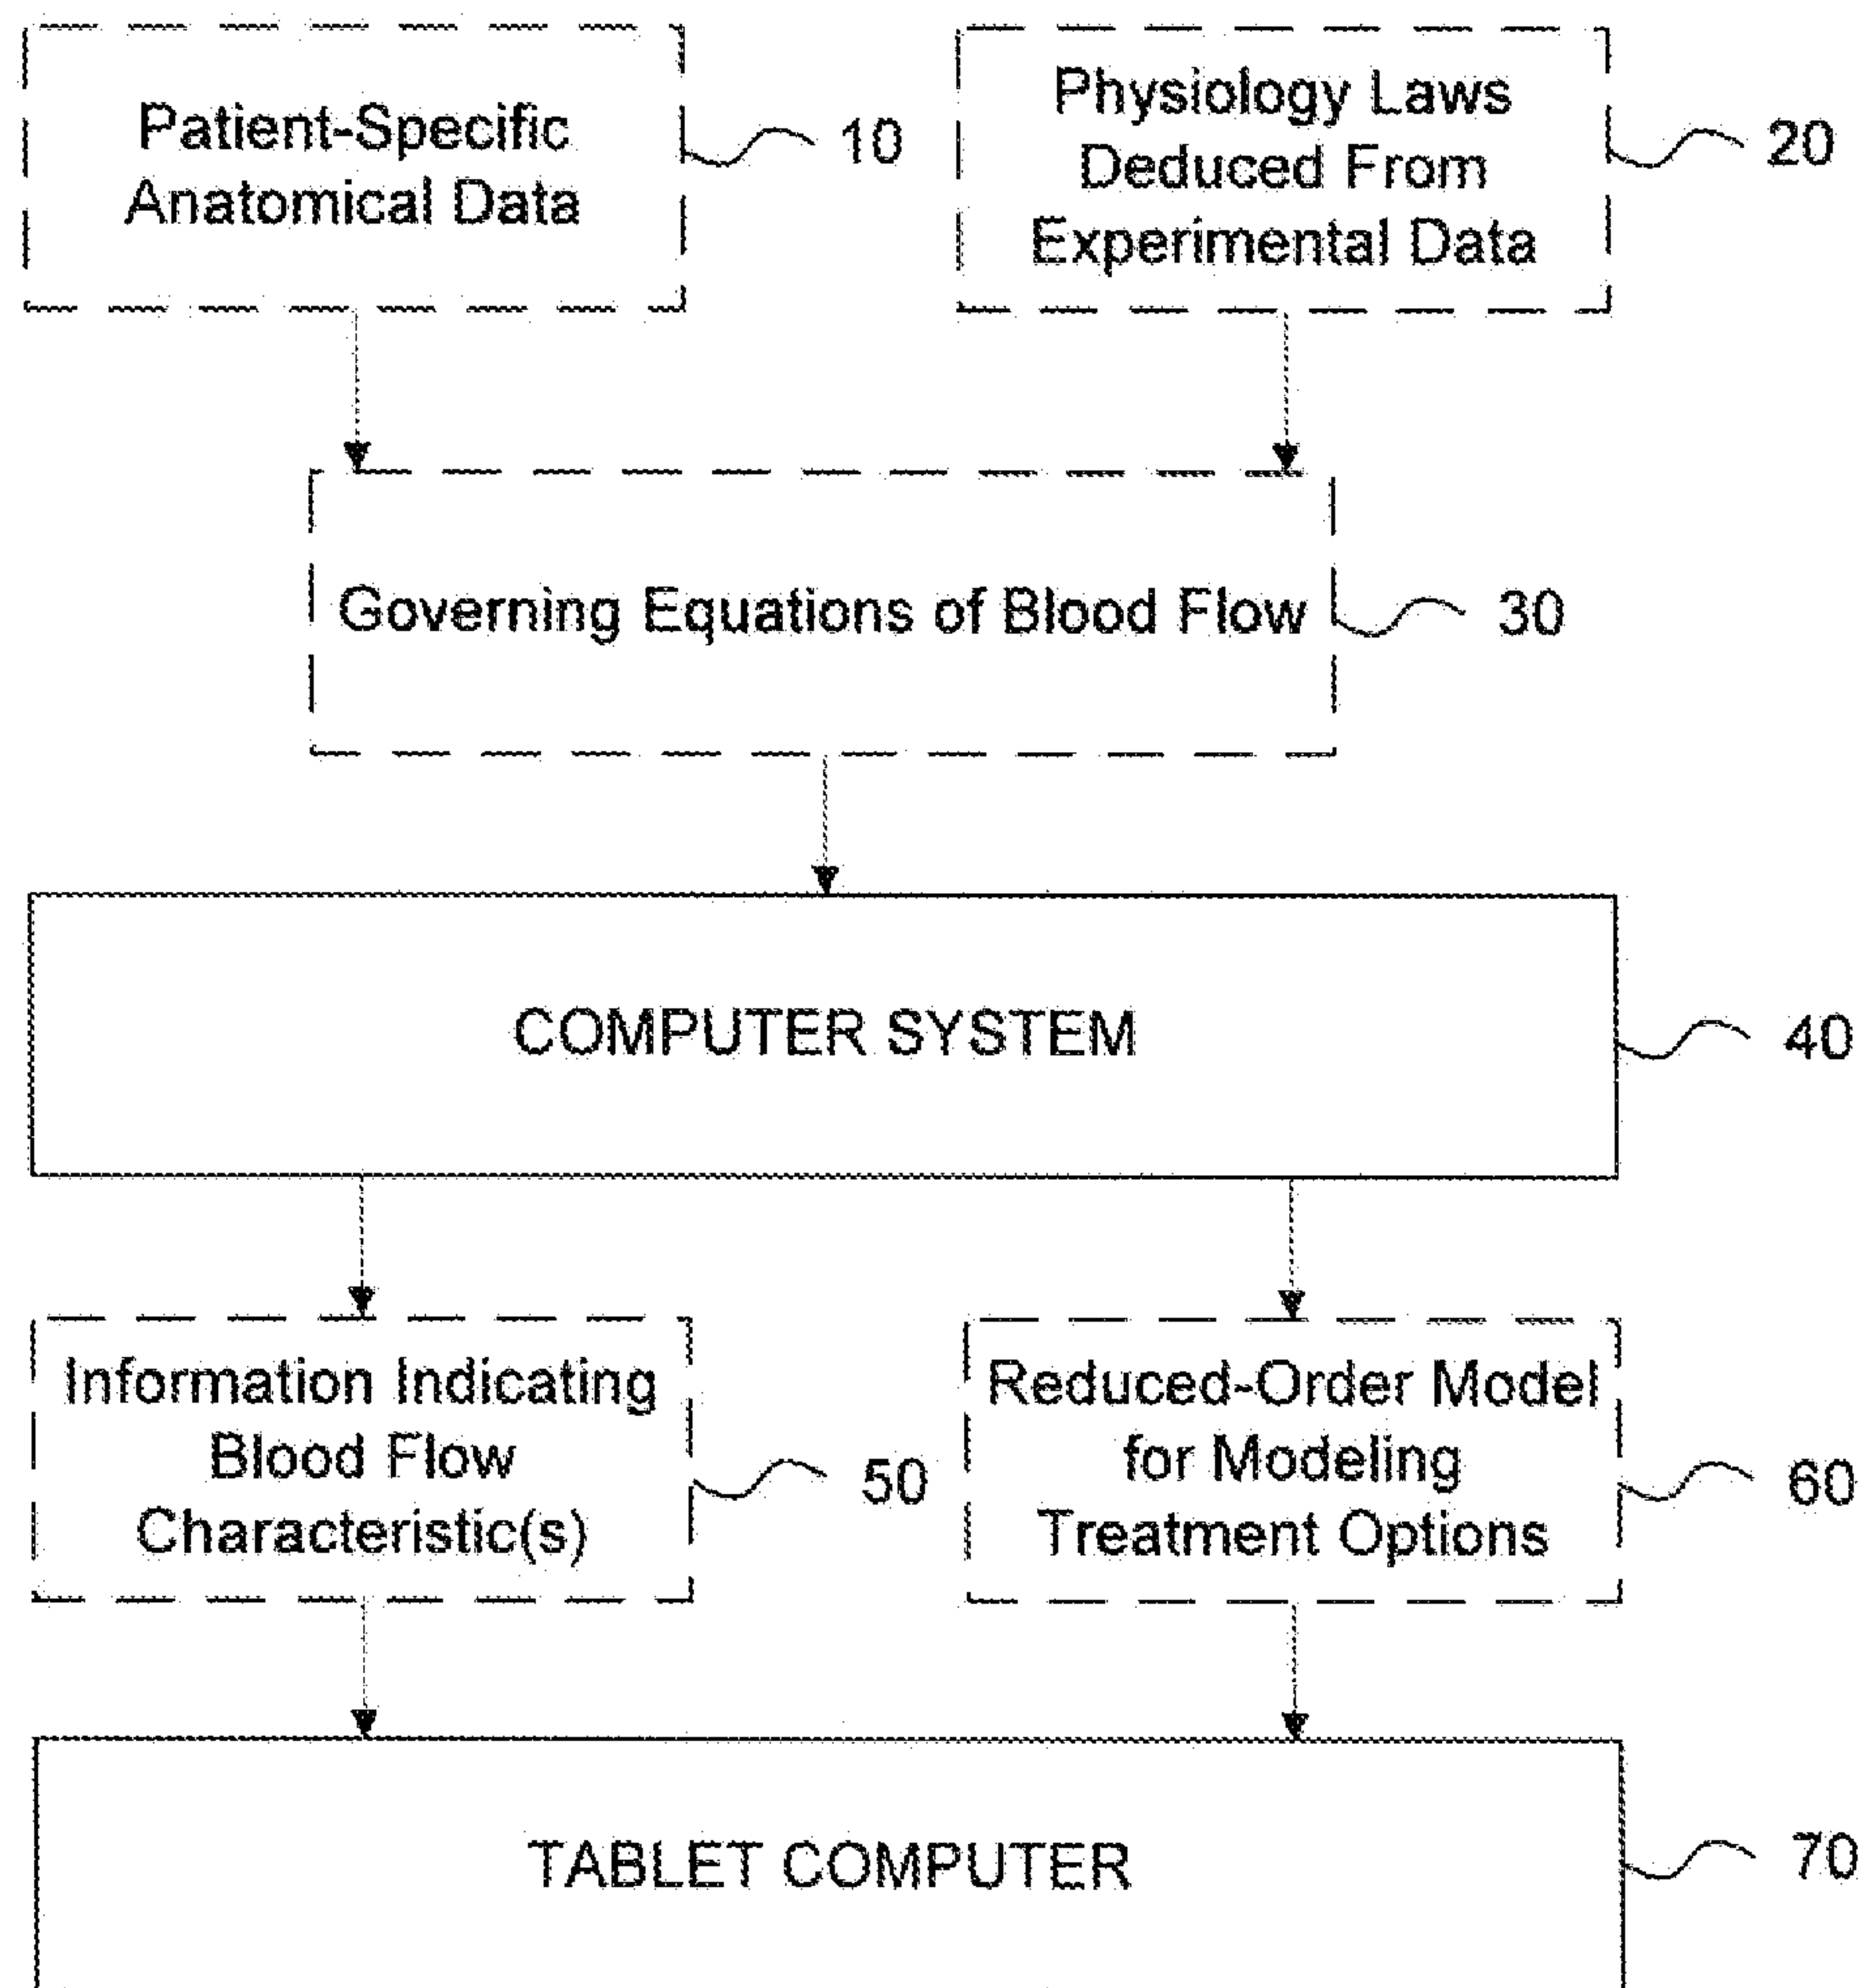 Patient-Specific
Anatomical Data
10
Physiology Laws
Deduced From
Experimental Data
20
Governing Equations of Blood Flow
30
COMPUTER SYSTEM
40
Information Indicating
Blood Flow
Characteristic(s)
50
Reduced-Order Model
for Modeling
Treatment Options
60
TABLET COMPUTER
70